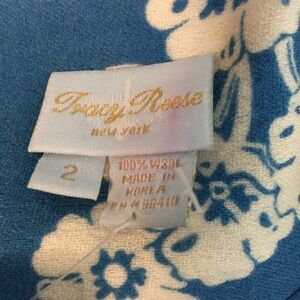 Tracy Reese
new york
2
100% WOOL
MADE IN
KOREA
RN # 98410